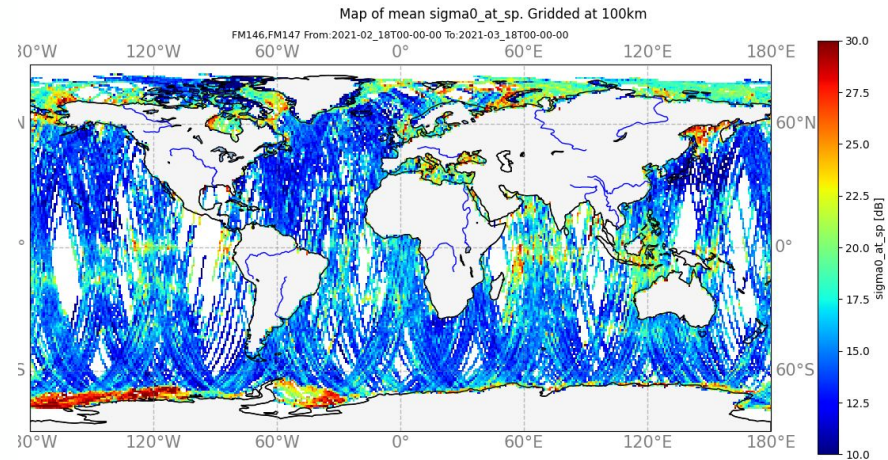 Map of mean sigma0_at_sp. Gridded at 100km
FM146,FM147 From:2021-02_18T00-00-00 To:2021-03_18T00-00-00
30°W 120°W 60°W 0° 60°E 120°E 180°E
N 60°N
° 0°
S 60°S
30°W 120°W 60°W 0° 60°E 120°E 180°E
30.0
27.5
25.0
22.5
20.0
17.5
15.0
12.5
10.0
sigma0_at_sp [dB]